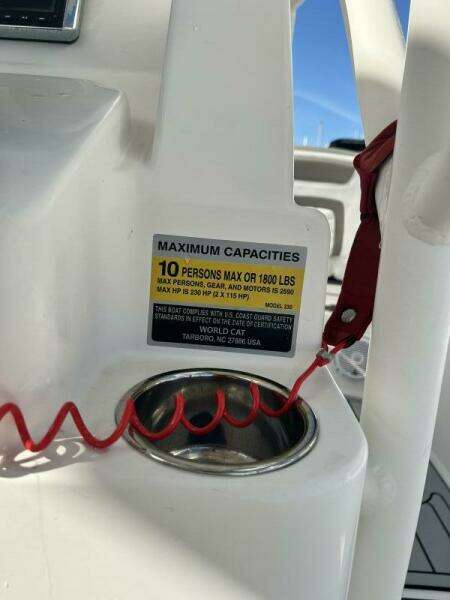 MAXIMUM CAPACITIES
10 PERSONS MAX OR 1800 LBS
MAX PERSONS, GEAR, AND MOTORS IS 2590
MAX HP IS 230 HP (2 X 115 HP)
MODEL 230
THIS BOAT COMPLIES WITH U.S. COAST GUARD SAFETY
STANDARDS IN EFFECT ON THE DATE OF CERTIFICATION
WORLD CAT
TARBORO, NC 27886 USA